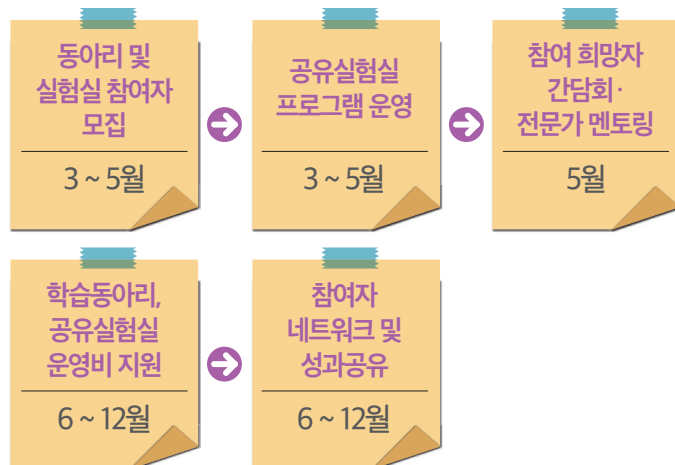 동아리 및
실험실 참여자
모집
3 ~ 5월
공유실험실
프로그램 운영
3 ~ 5월
참여 희망자
간담회·
전문가 멘토링
5월
학습동아리,
공유실험실
운영비 지원
6 ~ 12월
참여자
네트워크 및
성과공유
6 ~ 12월